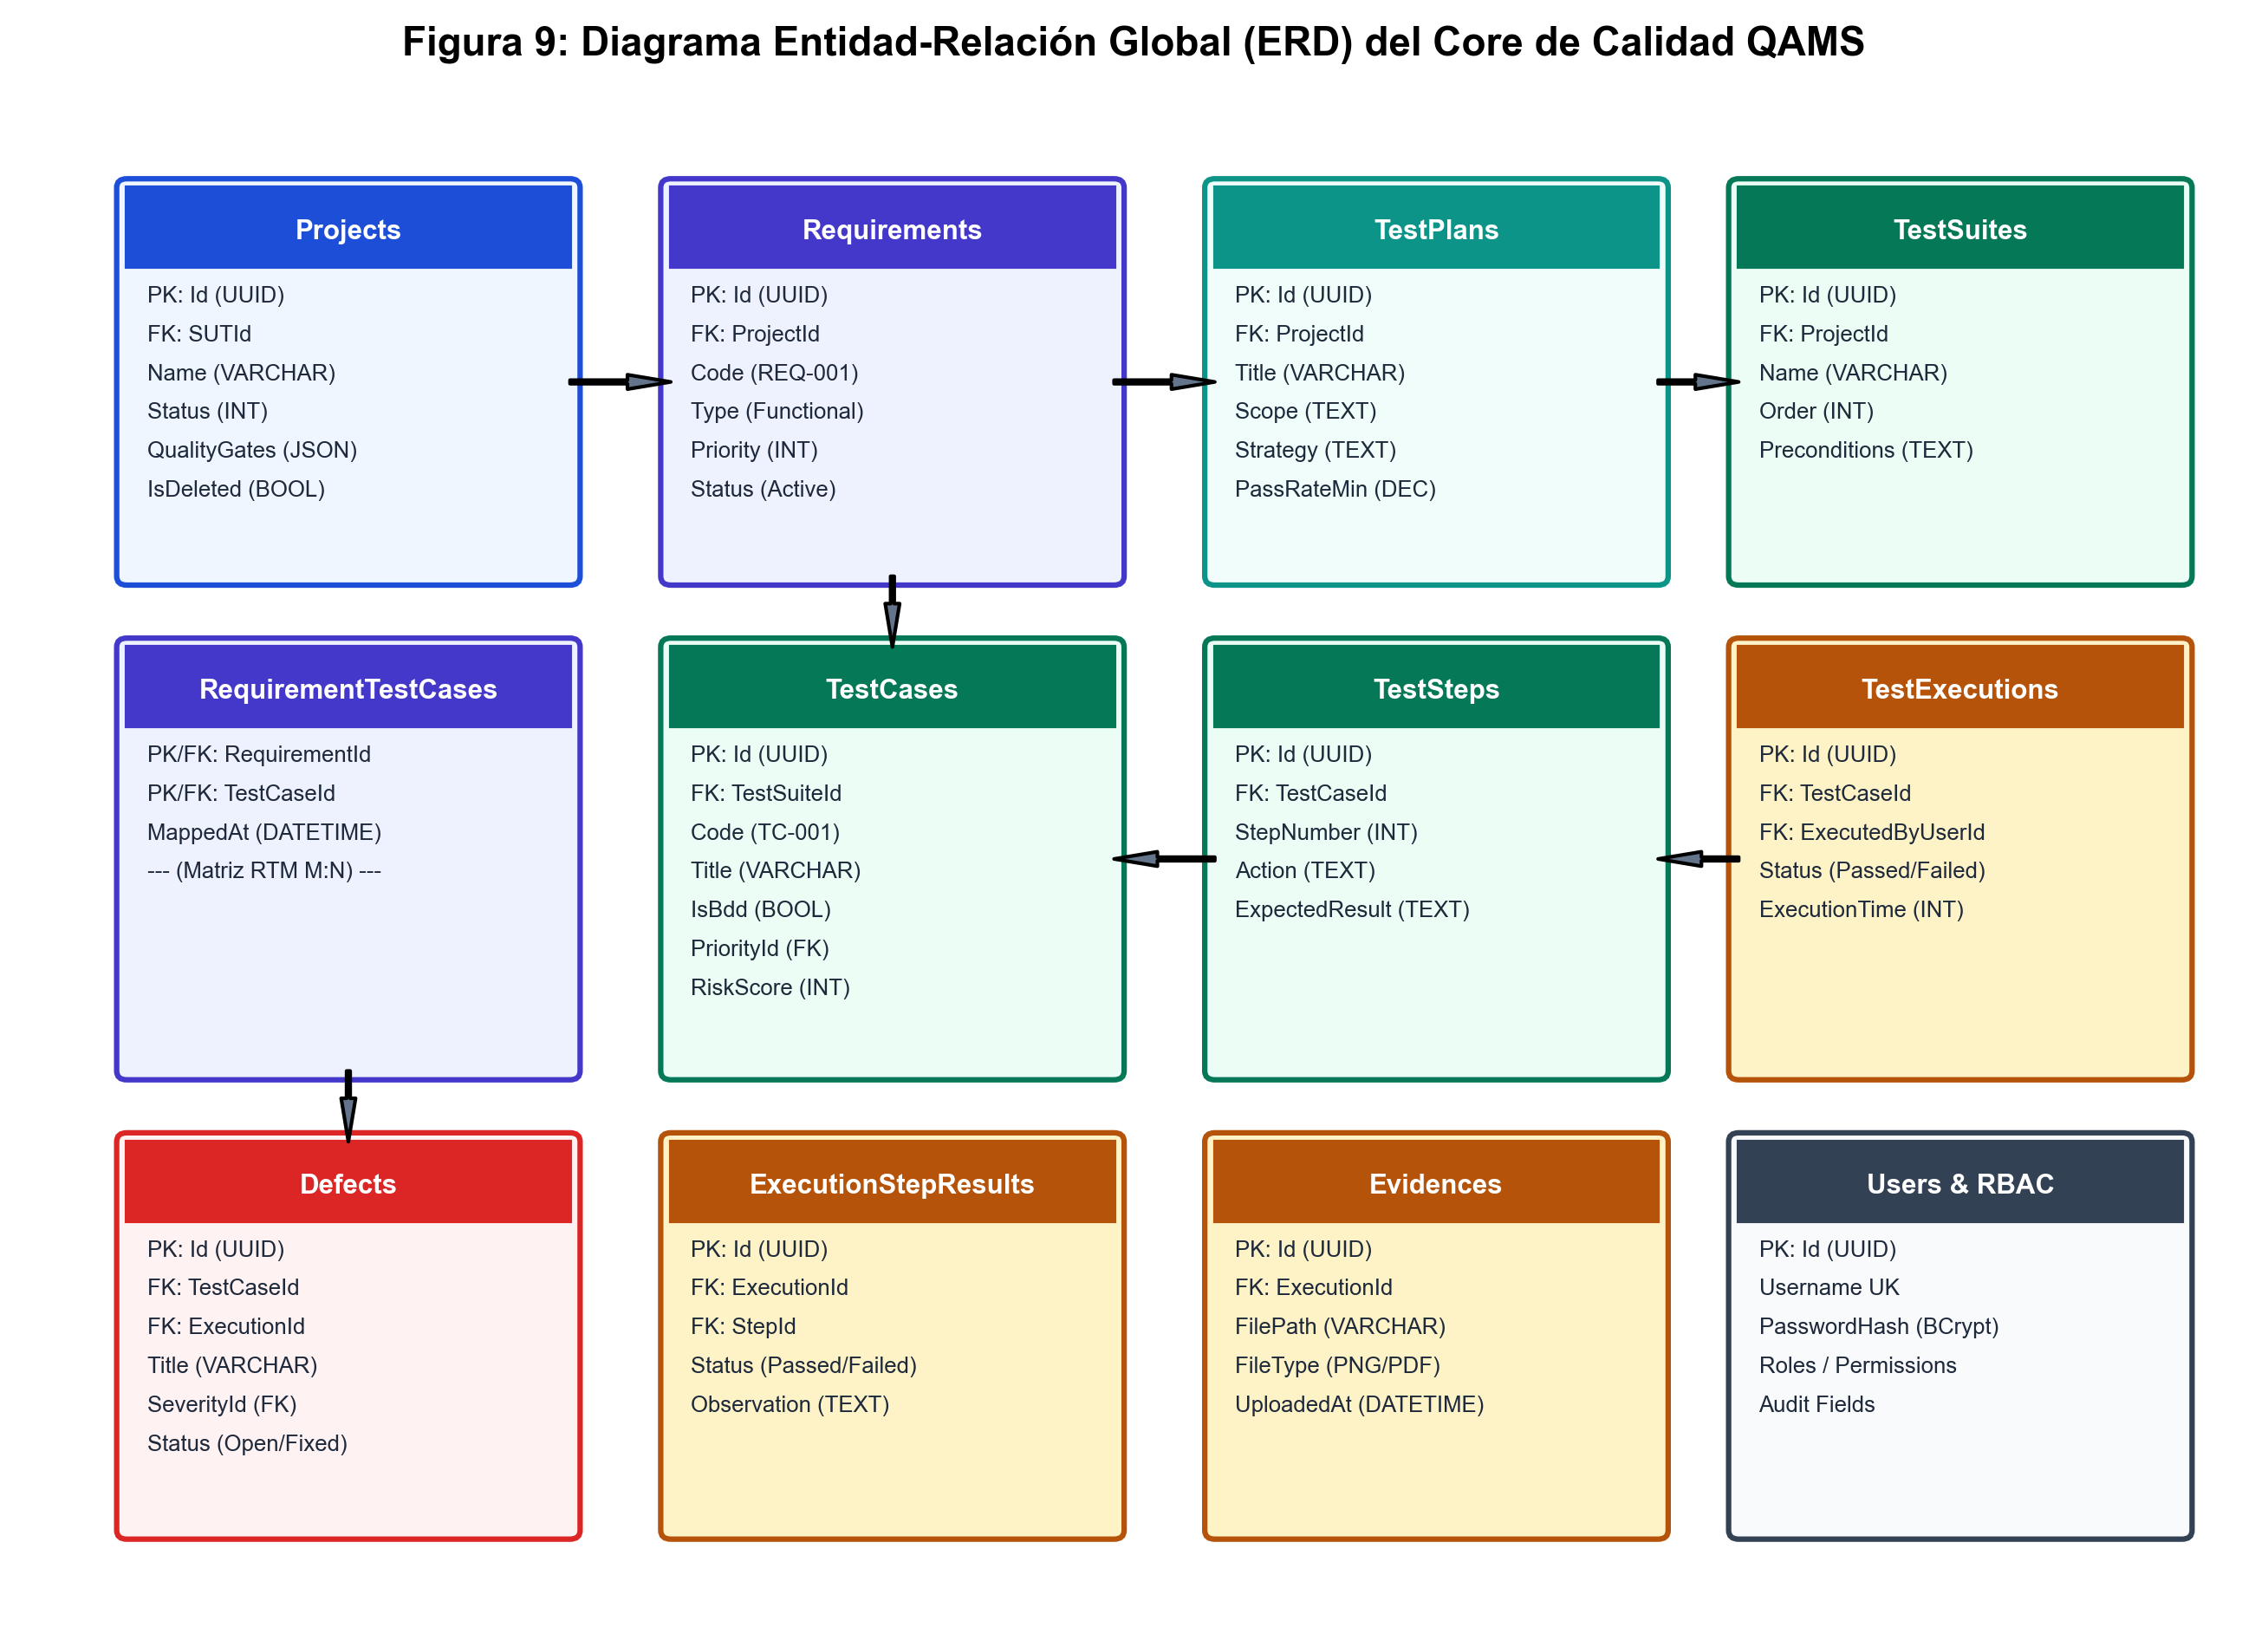 Figura 9: Diagrama Entidad-Relación Global (ERD) del Core de Calidad QAMS
Projects
PK: Id (UUID)
FK: SUTId
Name (VARCHAR)
Status (INT)
QualityGates (JSON)
IsDeleted (BOOL)
Requirements
PK: Id (UUID)
FK: ProjectId
Code (REQ-001)
Type (Functional)
Priority (INT)
Status (Active)
TestPlans
PK: Id (UUID)
FK: ProjectId
Title (VARCHAR)
Scope (TEXT)
Strategy (TEXT)
PassRateMin (DEC)
TestSuites
PK: Id (UUID)
FK: ProjectId
Name (VARCHAR)
Order (INT)
Preconditions (TEXT)
RequirementTestCases
PK/FK: RequirementId
PK/FK: TestCaseId
MappedAt (DATETIME)
--- (Matriz RTM M:N) ---
TestCases
PK: Id (UUID)
FK: TestSuiteId
Code (TC-001)
Title (VARCHAR)
IsBdd (BOOL)
PriorityId (FK)
RiskScore (INT)
TestSteps
PK: Id (UUID)
FK: TestCaseId
StepNumber (INT)
Action (TEXT)
ExpectedResult (TEXT)
TestExecutions
PK: Id (UUID)
FK: TestCaseId
FK: ExecutedByUserId
Status (Passed/Failed)
ExecutionTime (INT)
Defects
PK: Id (UUID)
FK: TestCaseId
FK: ExecutionId
Title (VARCHAR)
SeverityId (FK)
Status (Open/Fixed)
ExecutionStepResults
PK: Id (UUID)
FK: ExecutionId
FK: StepId
Status (Passed/Failed)
Observation (TEXT)
Evidences
PK: Id (UUID)
FK: ExecutionId
FilePath (VARCHAR)
FileType (PNG/PDF)
UploadedAt (DATETIME)
Users & RBAC
PK: Id (UUID)
Username UK
PasswordHash (BCrypt)
Roles / Permissions
Audit Fields